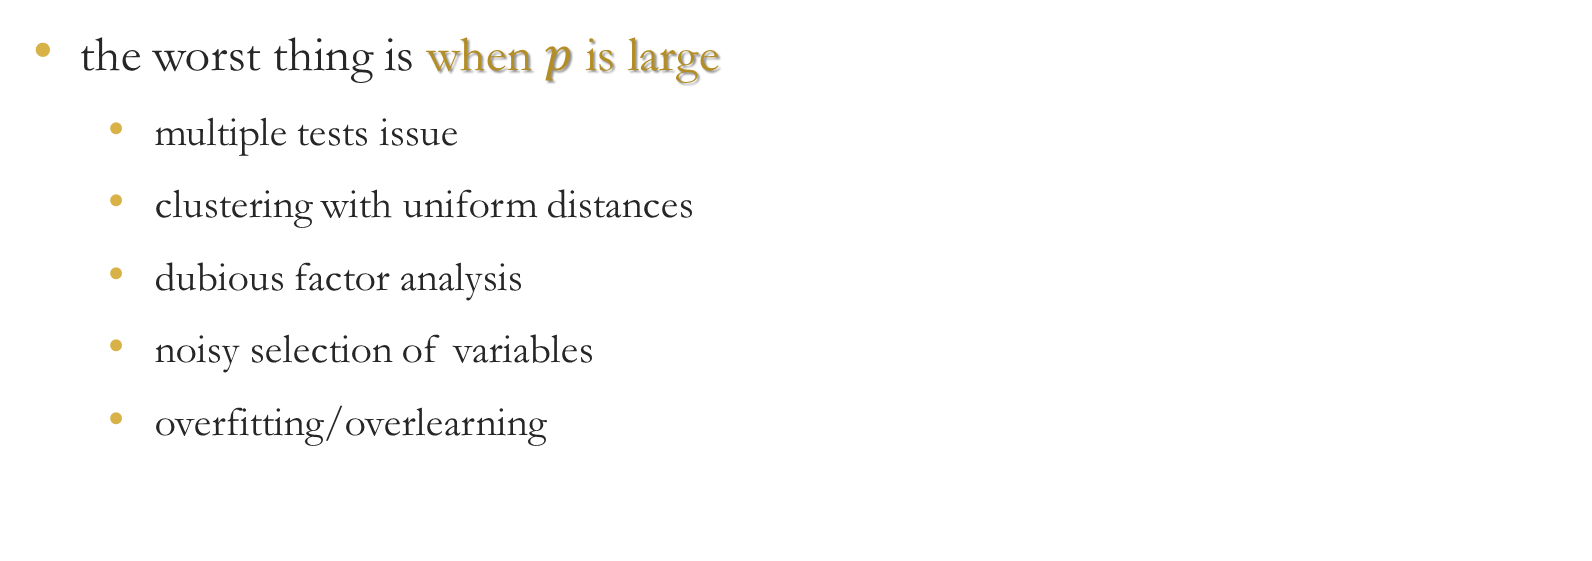 • the worst thing is when p is large
• multiple tests issue
• clustering with uniform distances
• dubious factor analysis
• noisy selection of variables
• overfitting/overlearning